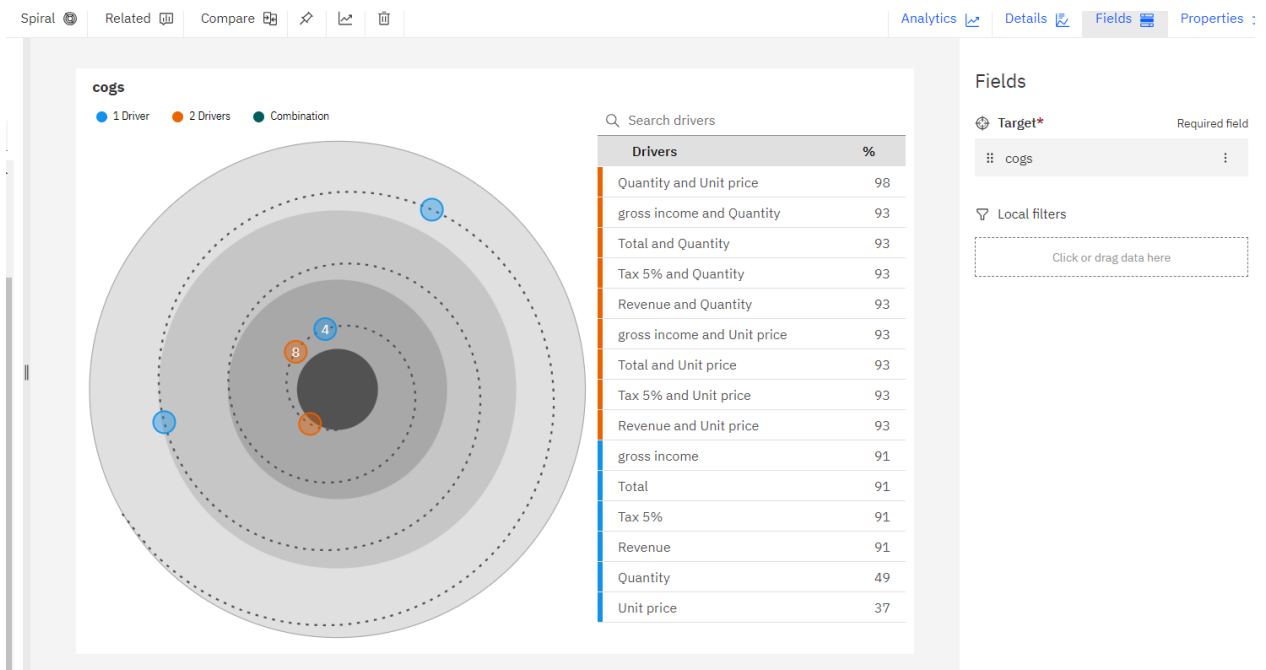 Spiral Related Compare Analytics Details Fields Properties
cogs
1 Driver 2 Drivers Combination
4
8
Search drivers
Drivers %
Quantity and Unit price 98
gross income and Quantity 93
Total and Quantity 93
Tax 5% and Quantity 93
Revenue and Quantity 93
gross income and Unit price 93
Total and Unit price 93
Tax 5% and Unit price 93
Revenue and Unit price 93
gross income 91
Total 91
Tax 5% 91
Revenue 91
Quantity 49
Unit price 37
Fields
Target* Required field
cogs
Local filters
Click or drag data here